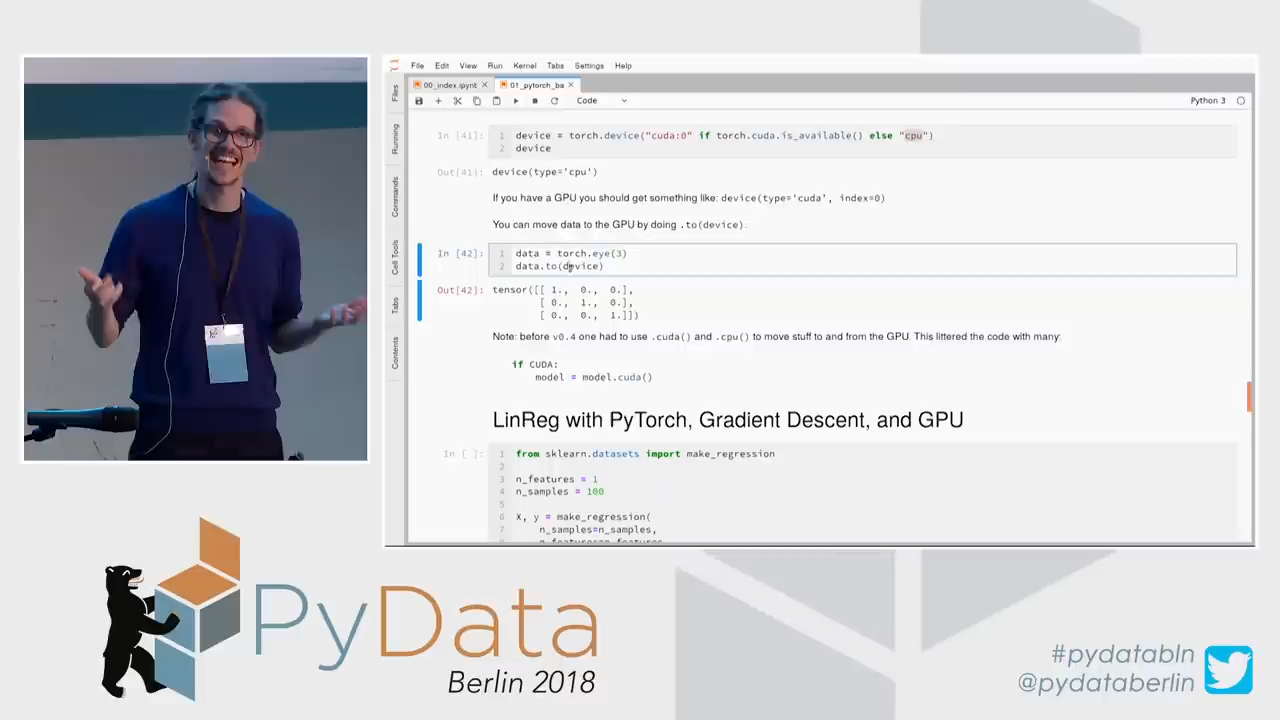 File Edit View Run Kernel Tabs Settings Help
00_index.ipynt × 01_pytorch_ba ×
Code
Python 3
Files
Running
Commands
Cell Tools
Tabs
Contents
In [41]:
1 device = torch.device("cuda:0" if torch.cuda.is_available() else "cpu")
2 device
Out[41]: device(type='cpu')
If you have a GPU you should get something like: device(type='cuda', index=0)
You can move data to the GPU by doing .to(device).
In [42]:
1 data = torch.eye(3)
2 data.to(device)
Out[42]: tensor([[ 1., 0., 0.],
[ 0., 1., 0.],
[ 0., 0., 1.]])
Note: before v0.4 one had to use .cuda() and .cpu() to move stuff to and from the GPU. This littered the code with many:
if CUDA:
model = model.cuda()
LinReg with PyTorch, Gradient Descent, and GPU
In [ ]:
1 from sklearn.datasets import make_regression
2
3 n_features = 1
4 n_samples = 100
5
6 X, y = make_regression(
7 n_samples=n_samples,
n_features=n_features
PyData
Berlin 2018
#pydatabln
@pydataberlin